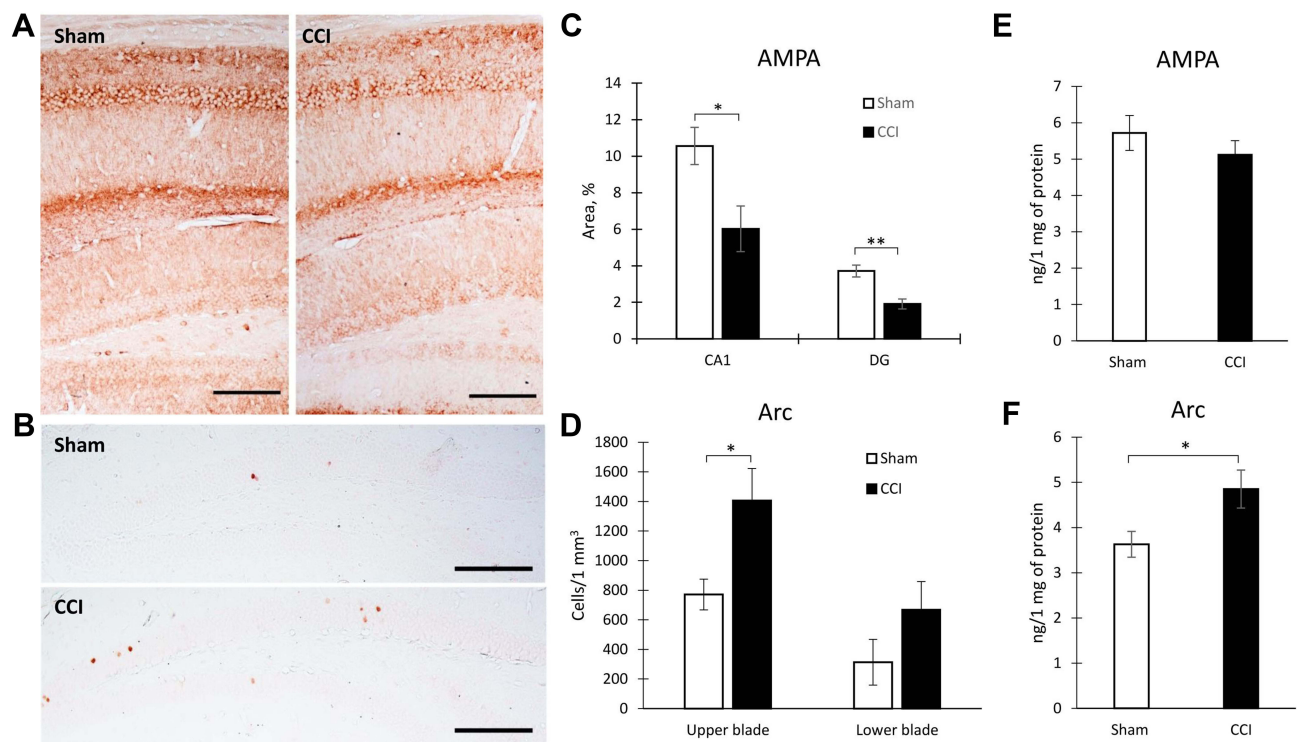 A
Sham
CCI
B
Sham
CCI
C
AMPA
Area, %
14
12
10
8
6
4
2
0
*
**
Sham
CCI
CA1
DG
D
Arc
Cells/1 mm³
1800
1600
1400
1200
1000
800
600
400
200
0
*
Sham
CCI
Upper blade
Lower blade
E
AMPA
ng/1 mg of protein
7
6
5
4
3
2
1
0
Sham
CCI
F
Arc
ng/1 mg of protein
6
5
4
3
2
1
0
*
Sham
CCI